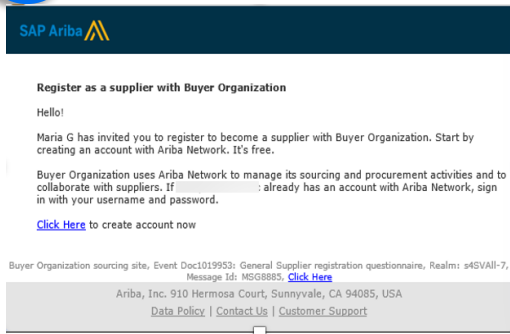 SAP Ariba
Register as a supplier with Buyer Organization
Hello!
Maria G has invited you to register to become a supplier with Buyer Organization. Start by
creating an account with Ariba Network. It's free.
Buyer Organization uses Ariba Network to manage its sourcing and procurement activities and to
collaborate with suppliers. If : already has an account with Ariba Network, sign
in with your username and password.
Click Here to create account now
Buyer Organization sourcing site, Event Doc1019953: General Supplier registration questionnaire, Realm: s4SVAll-7,
Message Id: MSG8885, Click Here
Ariba, Inc. 910 Hermosa Court, Sunnyvale, CA 94085, USA
Data Policy | Contact Us | Customer Support